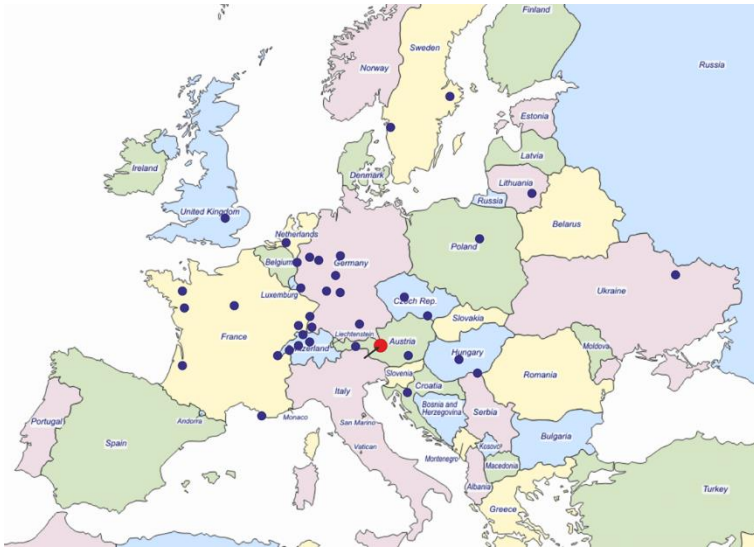 Finland
Sweden
Norway
Russia
Estonia
Latvia
Ireland
Denmark
Lithuania
Russia
United Kingdom
Belarus
Netherlands
Poland
Belgium
Germany
Ukraine
Luxemburg
Czech Rep.
Slovakia
France
Liechtenstein
Austria
Moldova
itzerland
Hungary
Slovenia
Romania
Croatia
Italy
Bosnia and
Herzegovina
Serbia
Portugal
Andorra
Monaco
San Marino
Spain
Bulgaria
Vatican
Kosovo
Montenegro
Macedonia
Albania
Turkey
Greece